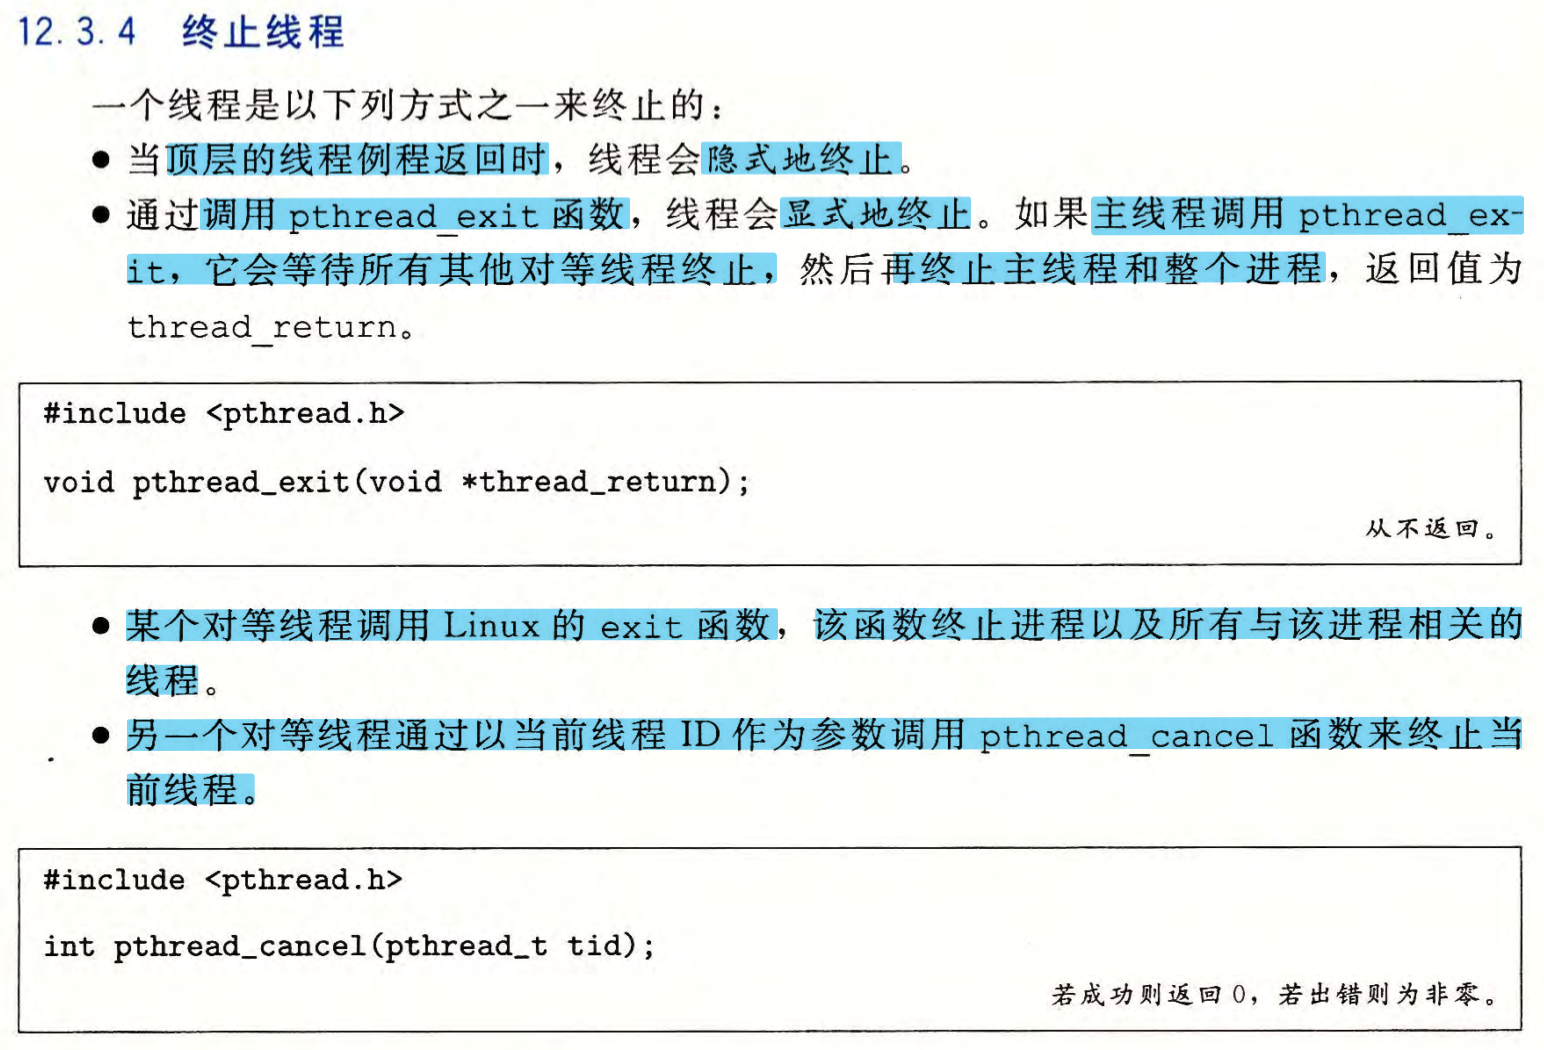 12.3.4 终止线程
一个线程是以下列方式之一来终止的：
● 当顶层的线程例程返回时，线程会隐式地终止。
● 通过调用 pthread_exit 函数，线程会显式地终止。如果主线程调用 pthread_ex-
it，它会等待所有其他对等线程终止，然后再终止主线程和整个进程，返回值为
thread_return。
#include <pthread.h>
void pthread_exit(void *thread_return);
从不返回。
● 某个对等线程调用 Linux 的 exit 函数，该函数终止进程以及所有与该进程相关的
线程。
● 另一个对等线程通过以当前线程 ID 作为参数调用 pthread_cancel 函数来终止当
前线程。
#include <pthread.h>
int pthread_cancel(pthread_t tid);
若成功则返回 0，若出错则为非零。